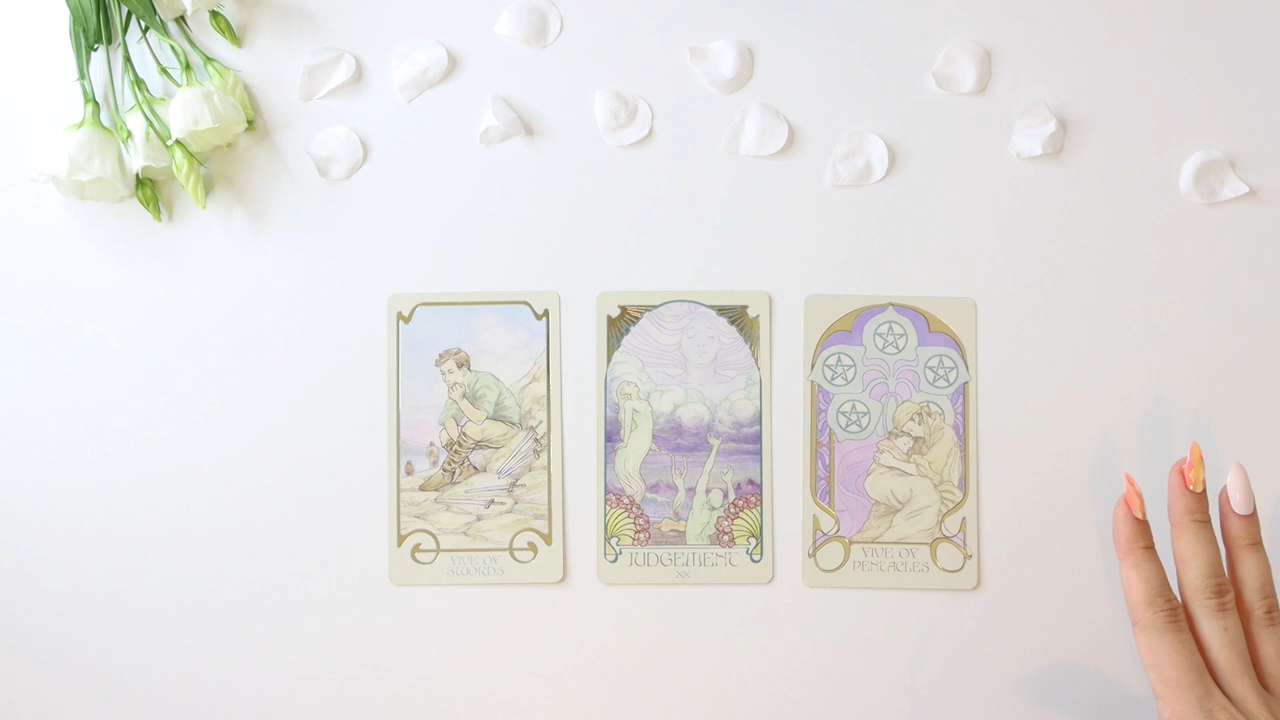 FIVE OF
SWORDS
JUDGEMENT
XX
FIVE OF
PENTACLES